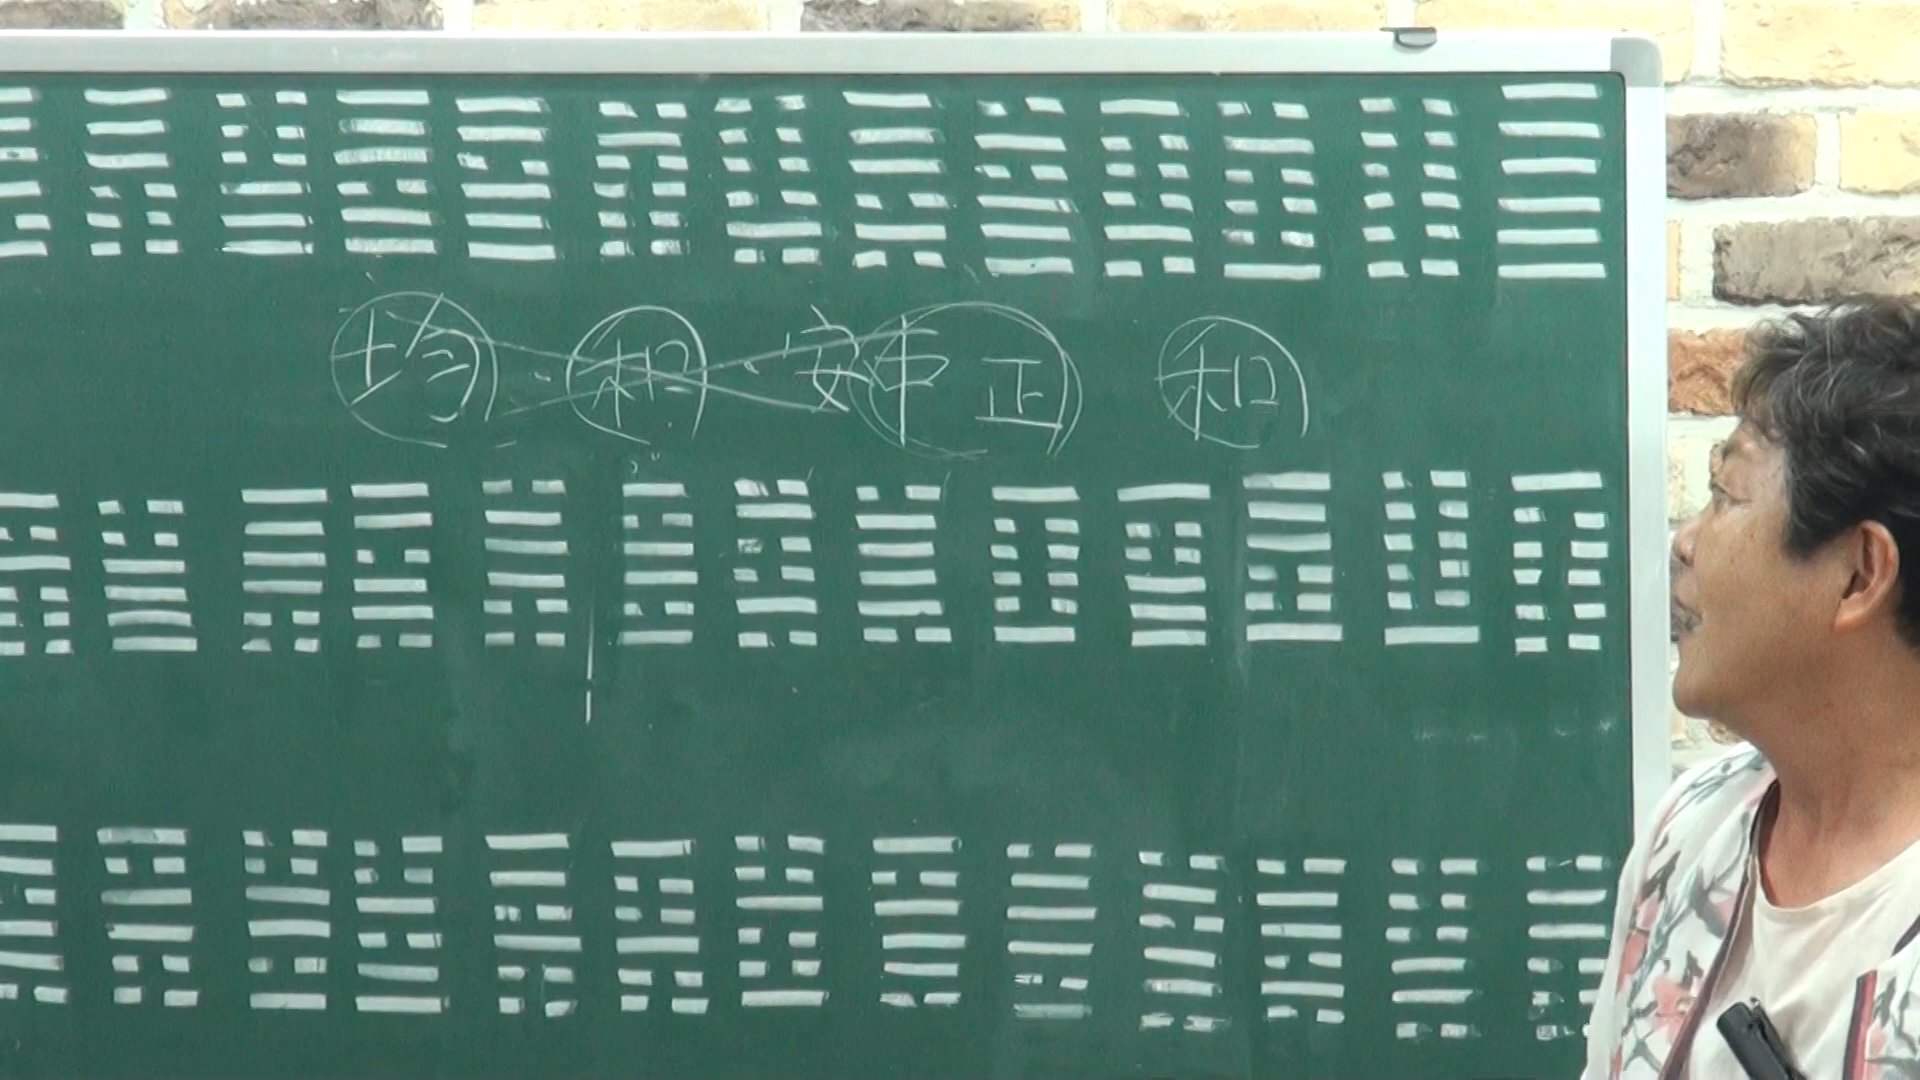 均 · 和 · 安 中 正 和